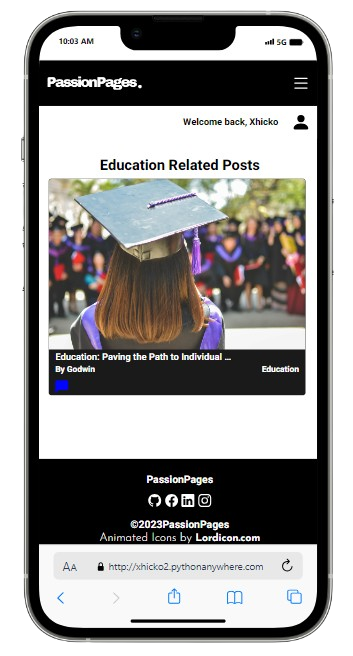 10:03 AM
5G
PassionPages.
Welcome back, Xhicko
Education Related Posts
Education: Paving the Path to Individual ...
By Godwin
Education
PassionPages
©2023PassionPages
Animated Icons by Lordicon.com
AA
http://xhicko2.pythonanywhere.com